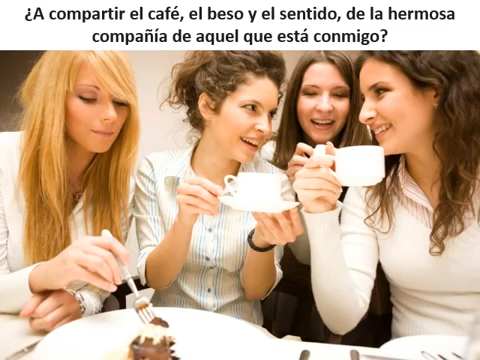 ¿A compartir el café, el beso y el sentido, de la hermosa
compañía de aquel que está conmigo?